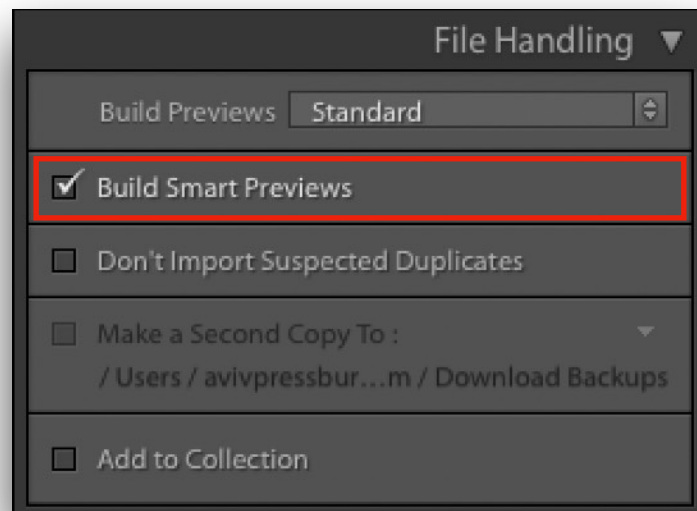 File Handling
Build Previews Standard
Build Smart Previews
Don't Import Suspected Duplicates
Make a Second Copy To :
/ Users / avivpressbur…m / Download Backups
Add to Collection